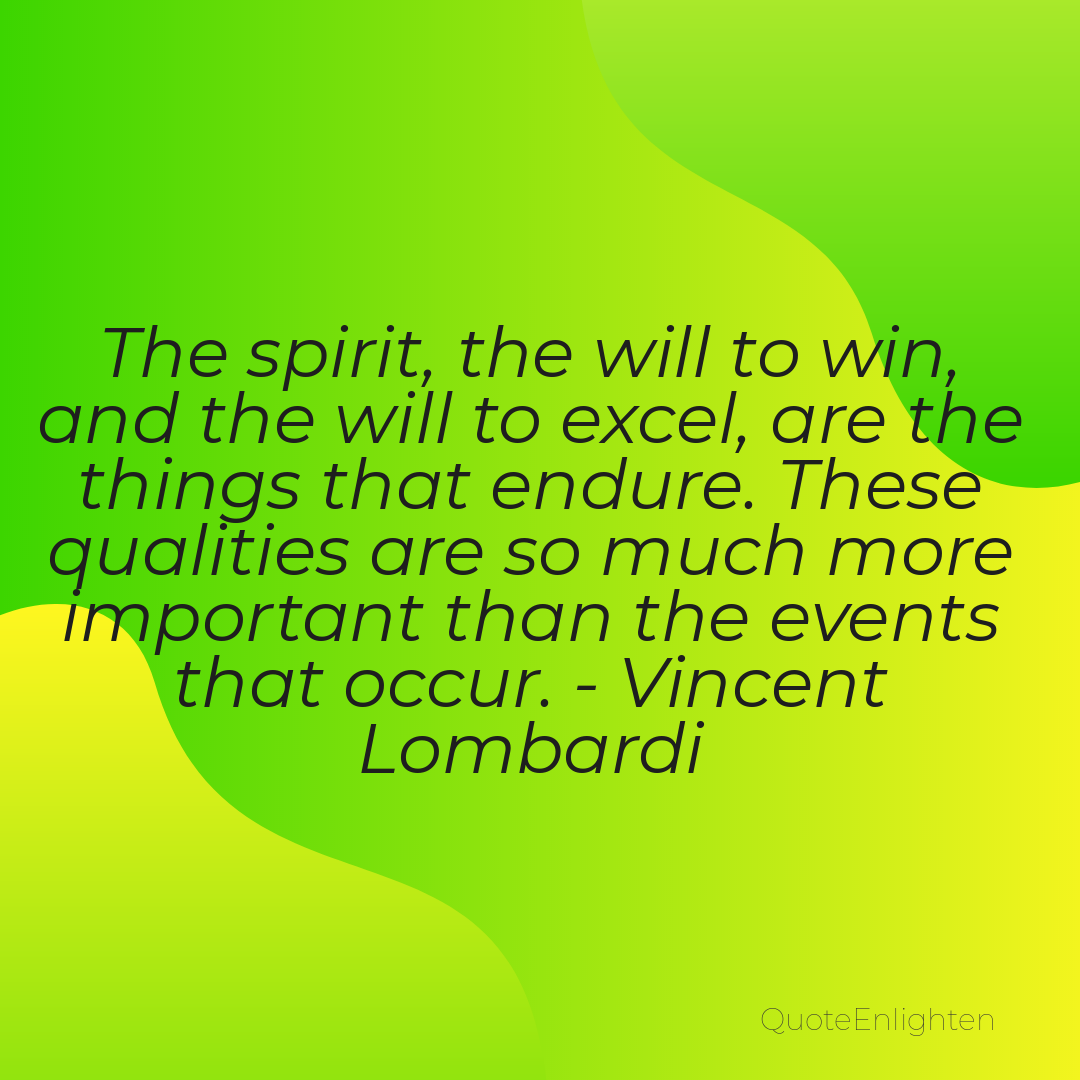 The spirit, the will to win,
and the will to excel, are the
things that endure. These
qualities are so much more
important than the events
that occur. - Vincent
Lombardi
QuoteEnlighten